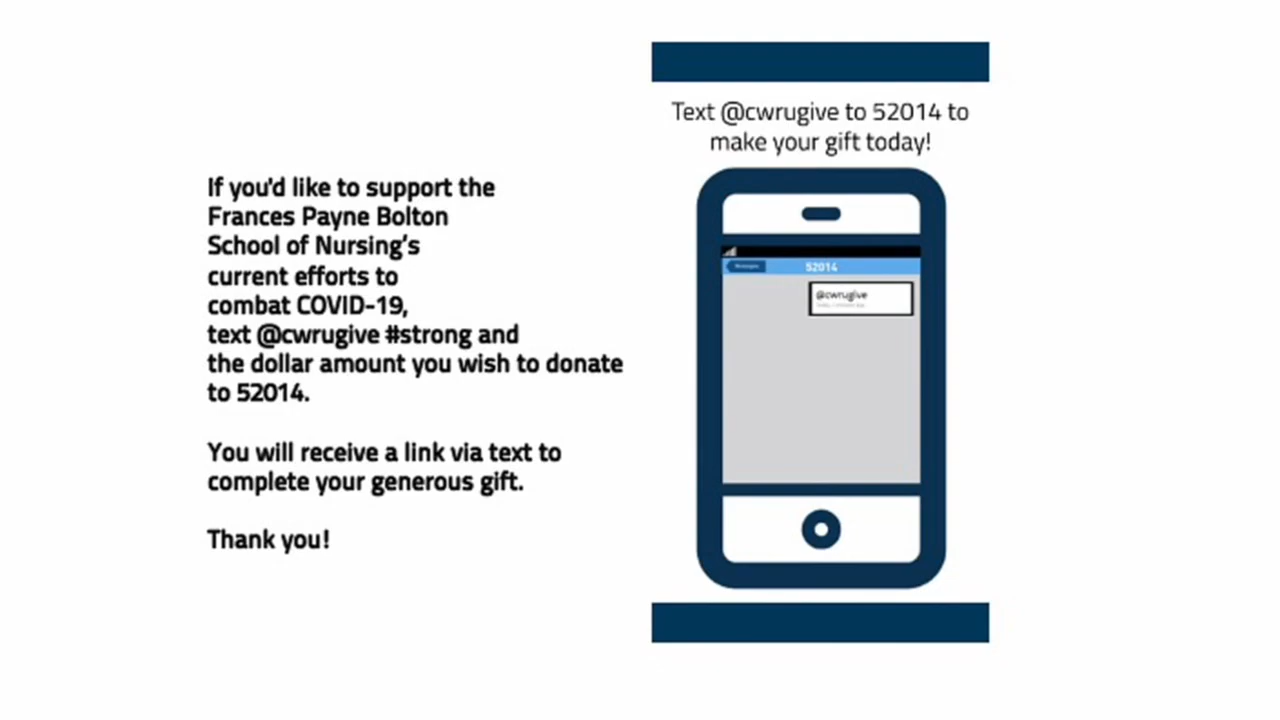 If you'd like to support the
Frances Payne Bolton
School of Nursing's
current efforts to
combat COVID-19,
text @cwrugive #strong and
the dollar amount you wish to donate
to 52014.
You will receive a link via text to
complete your generous gift.
Thank you!
Text @cwrugive to 52014 to
make your gift today!
Messages
52014
@cwrugive